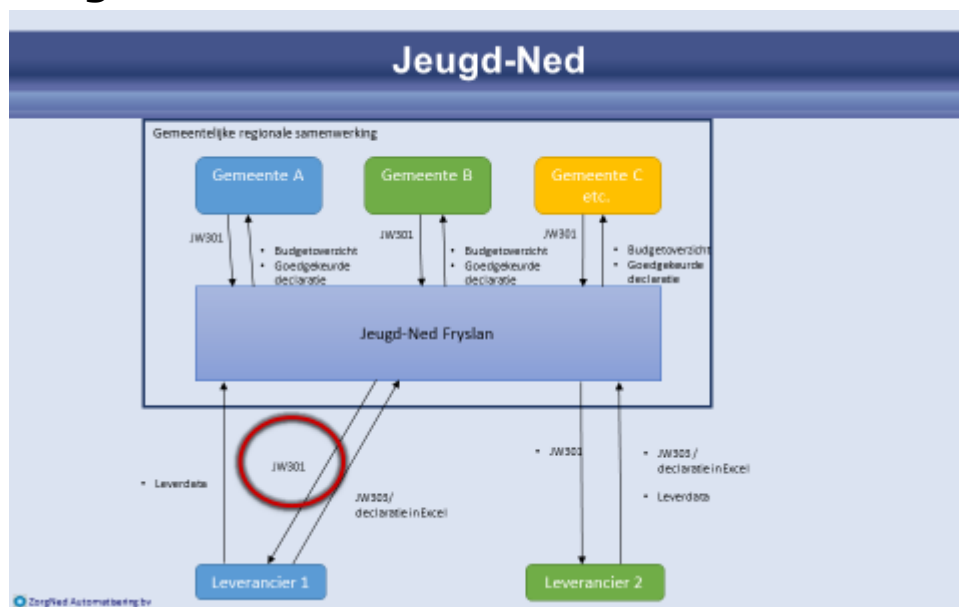 Jeugd-Ned
Gemeentelijke regionale samenwerking
Gemeente A
Gemeente B
Gemeente C
etc.
JW301
• Budgetoverzicht
• Goedgekeurde
declaratie
JW301
• Budgetoverzicht
• Goedgekeurde
declaratie
JW301
• Budgetoverzicht
• Goedgekeurde
declaratie
Jeugd-Ned Fryslan
• Leverdata
JW301
JW303/
declaratie in Excel
• JW301
• JW303 /
declaratie in Excel
• Leverdata
Leverancier 1
Leverancier 2
ZorgNed Automatisering bv